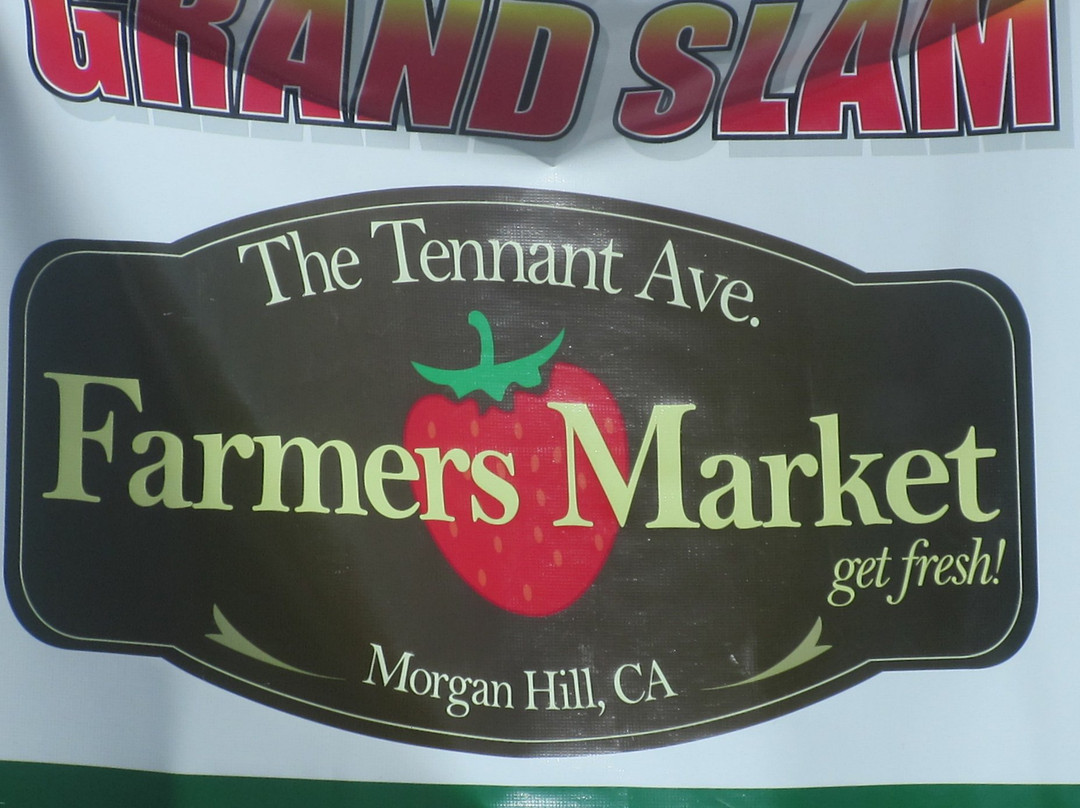 GRAND SLAM
The Tennant Ave.
Farmers Market
get fresh!
Morgan Hill, CA